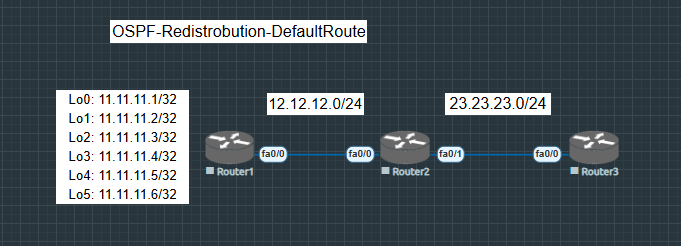 OSPF-Redistrobution-DefaultRoute
Lo0: 11.11.11.1/32
Lo1: 11.11.11.2/32
Lo2: 11.11.11.3/32
Lo3: 11.11.11.4/32
Lo4: 11.11.11.5/32
Lo5: 11.11.11.6/32
12.12.12.0/24
23.23.23.0/24
fa0/0
fa0/0
fa0/1
fa0/0
Router1
Router2
Router3